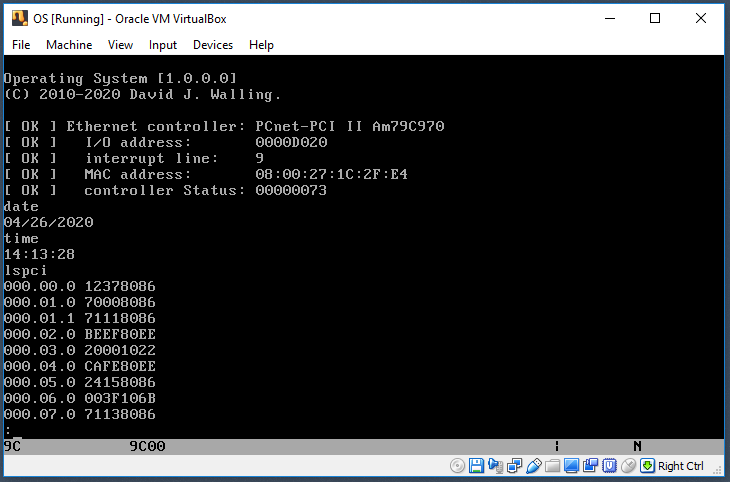 OS [Running] - Oracle VM VirtualBox
File Machine View Input Devices Help
Operating System [1.0.0.0]
(C) 2010-2020 David J. Walling.
[ OK ] Ethernet controller: PCnet-PCI II Am79C970
[ OK ] I/O address: 0000D020
[ OK ] interrupt line: 9
[ OK ] MAC address: 08:00:27:1C:2F:E4
[ OK ] controller Status: 00000073
date
04/26/2020
time
14:13:28
lspci
000.00.0 12378086
000.01.0 70008086
000.01.1 71118086
000.02.0 BEEF80EE
000.03.0 20001022
000.04.0 CAFE80EE
000.05.0 24158086
000.06.0 003F106B
000.07.0 71138086
:_
9C 9C00 ¦ N
Right Ctrl